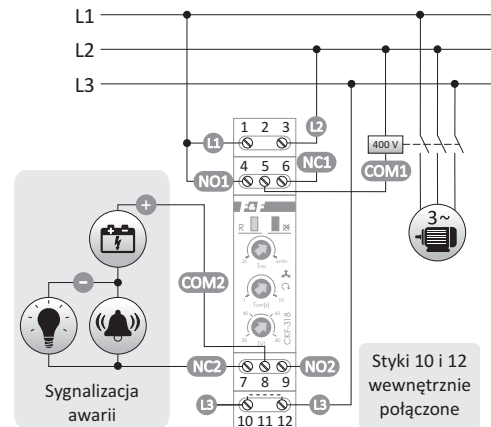 L1
L2
L3
1 2 3
L1
L2
4 5 6
NO1
NC1
400 V
COM1
F&F
R
3~
+
-
COM2
CKF-318
[V]
NC2
NO2
7 8 9
L3
L3
10 11 12
Sygnalizacja
awarii
Styki 10 i 12
wewnętrznie
połączone